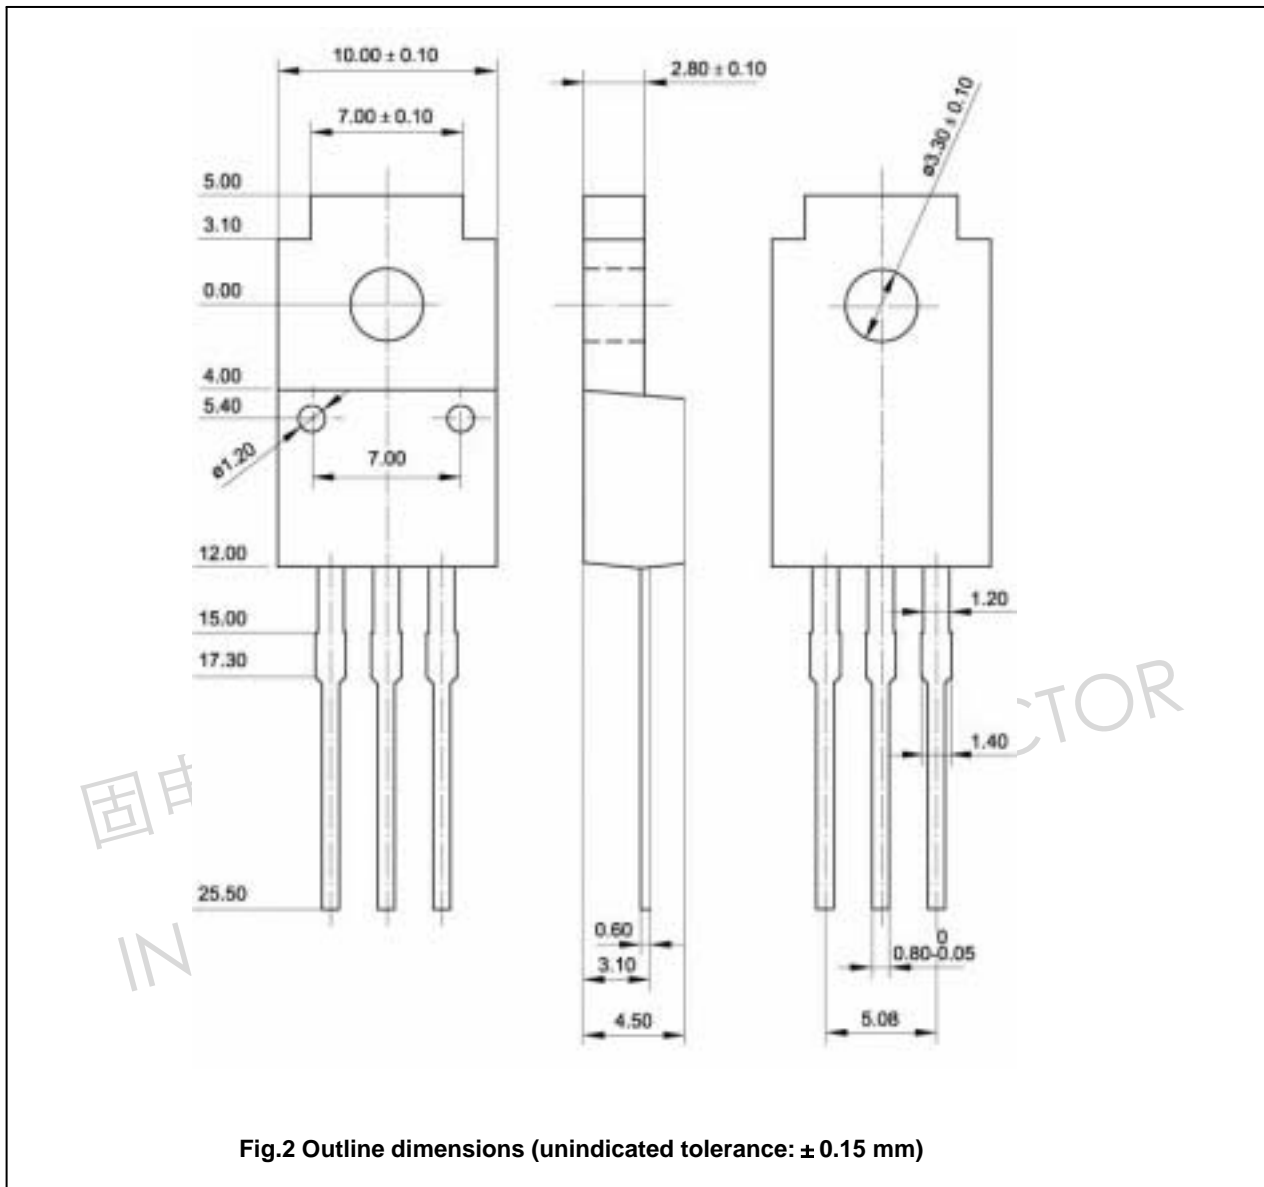 10.00 ± 0.10
2.80 ± 0.10
7.00 ± 0.10
ø3.30 ± 0.10
5.00
3.10
0.00
4.00
5.40
ø1.20
7.00
12.00
15.00
1.20
17.30
1.40
固
CTOR
25.50
IN
0.60
0
0.80-0.05
3.10
4.50
5.08
Fig.2 Outline dimensions (unindicated tolerance: ± 0.15 mm)